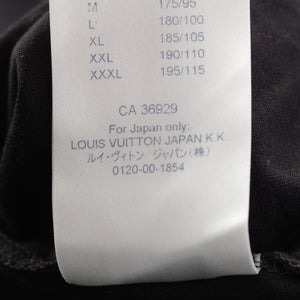 M 175/95
L 180/100
XL 185/105
XXL 190/110
XXXL 195/115
CA 36929
For Japan only:
LOUIS VUITTON JAPAN K.K.
ルイ・ヴィトン ジャパン(株)
0120-00-1854